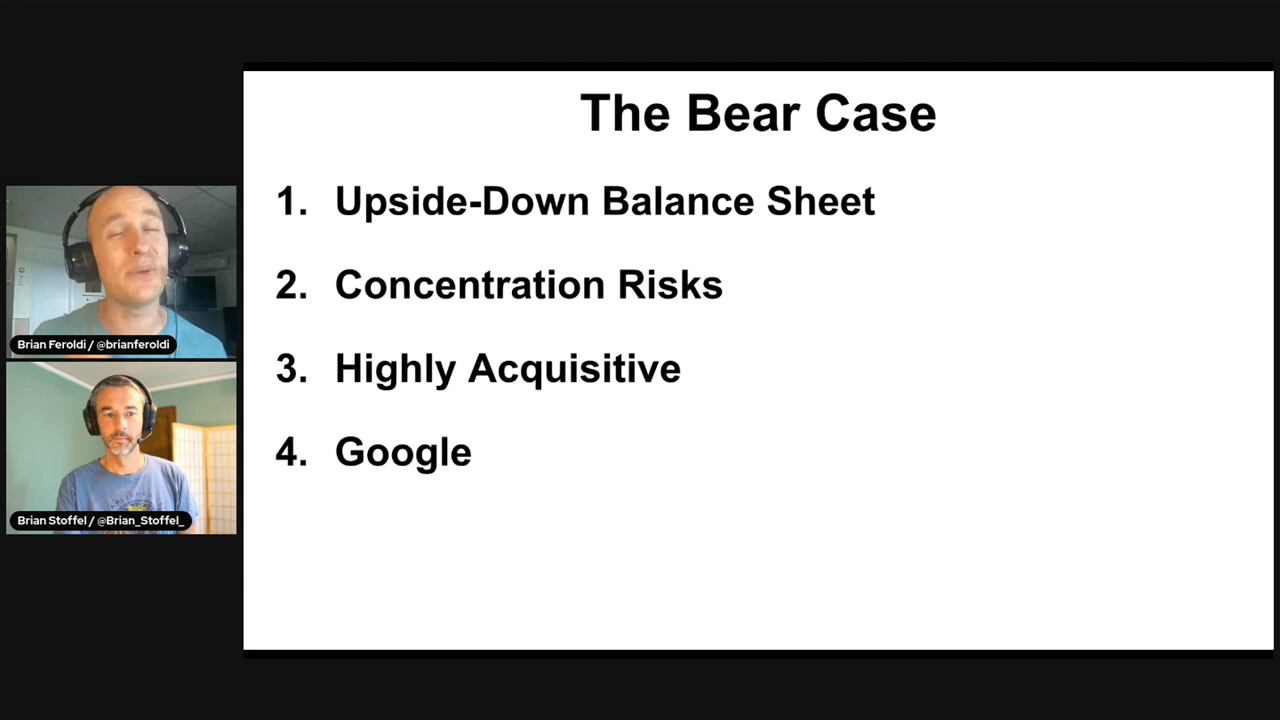 The Bear Case
1. Upside-Down Balance Sheet
2. Concentration Risks
3. Highly Acquisitive
4. Google
Brian Feroldi / @brianferoldi
Brian Stoffel / @Brian_Stoffel_